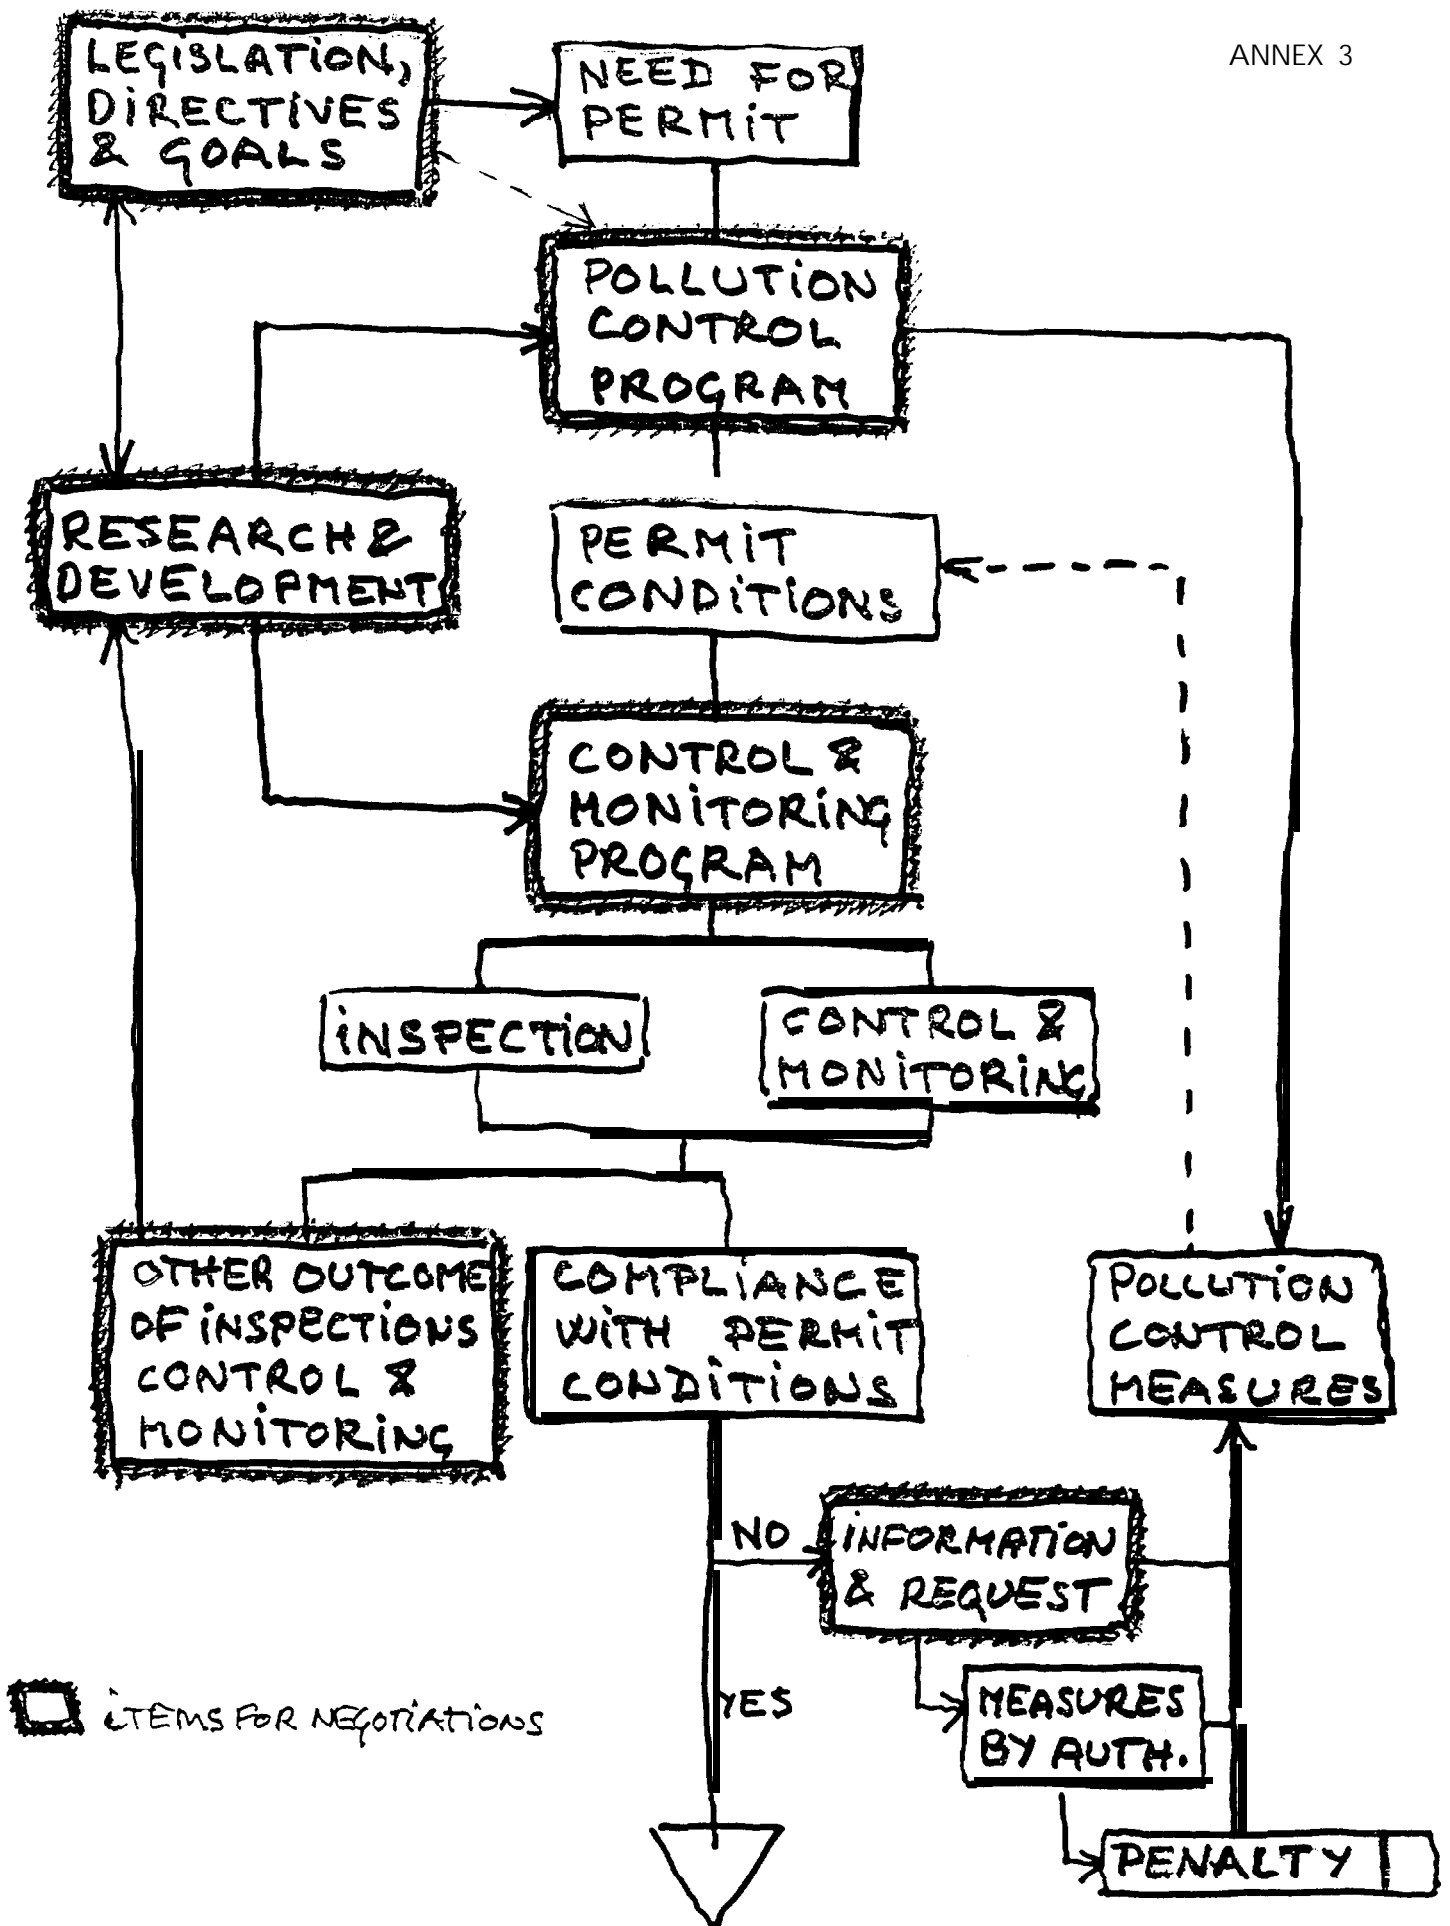 ANNEX 3
LEGISLATION,
DIRECTIVES
& GOALS
NEED FOR
PERMIT
POLLUTION
CONTROL
PROGRAM
RESEARCH &
DEVELOPMENT
PERMIT
CONDITIONS
CONTROL &
MONITORING
PROGRAM
INSPECTION
CONTROL &
MONITORING
OTHER OUTCOME
OF INSPECTIONS
CONTROL &
MONITORING
COMPLIANCE
WITH PERMIT
CONDITIONS
POLLUTION
CONTROL
MEASURES
NO
INFORMATION
& REQUEST
YES
MEASURES
BY AUTH.
PENALTY
ITEMS FOR NEGOTIATIONS